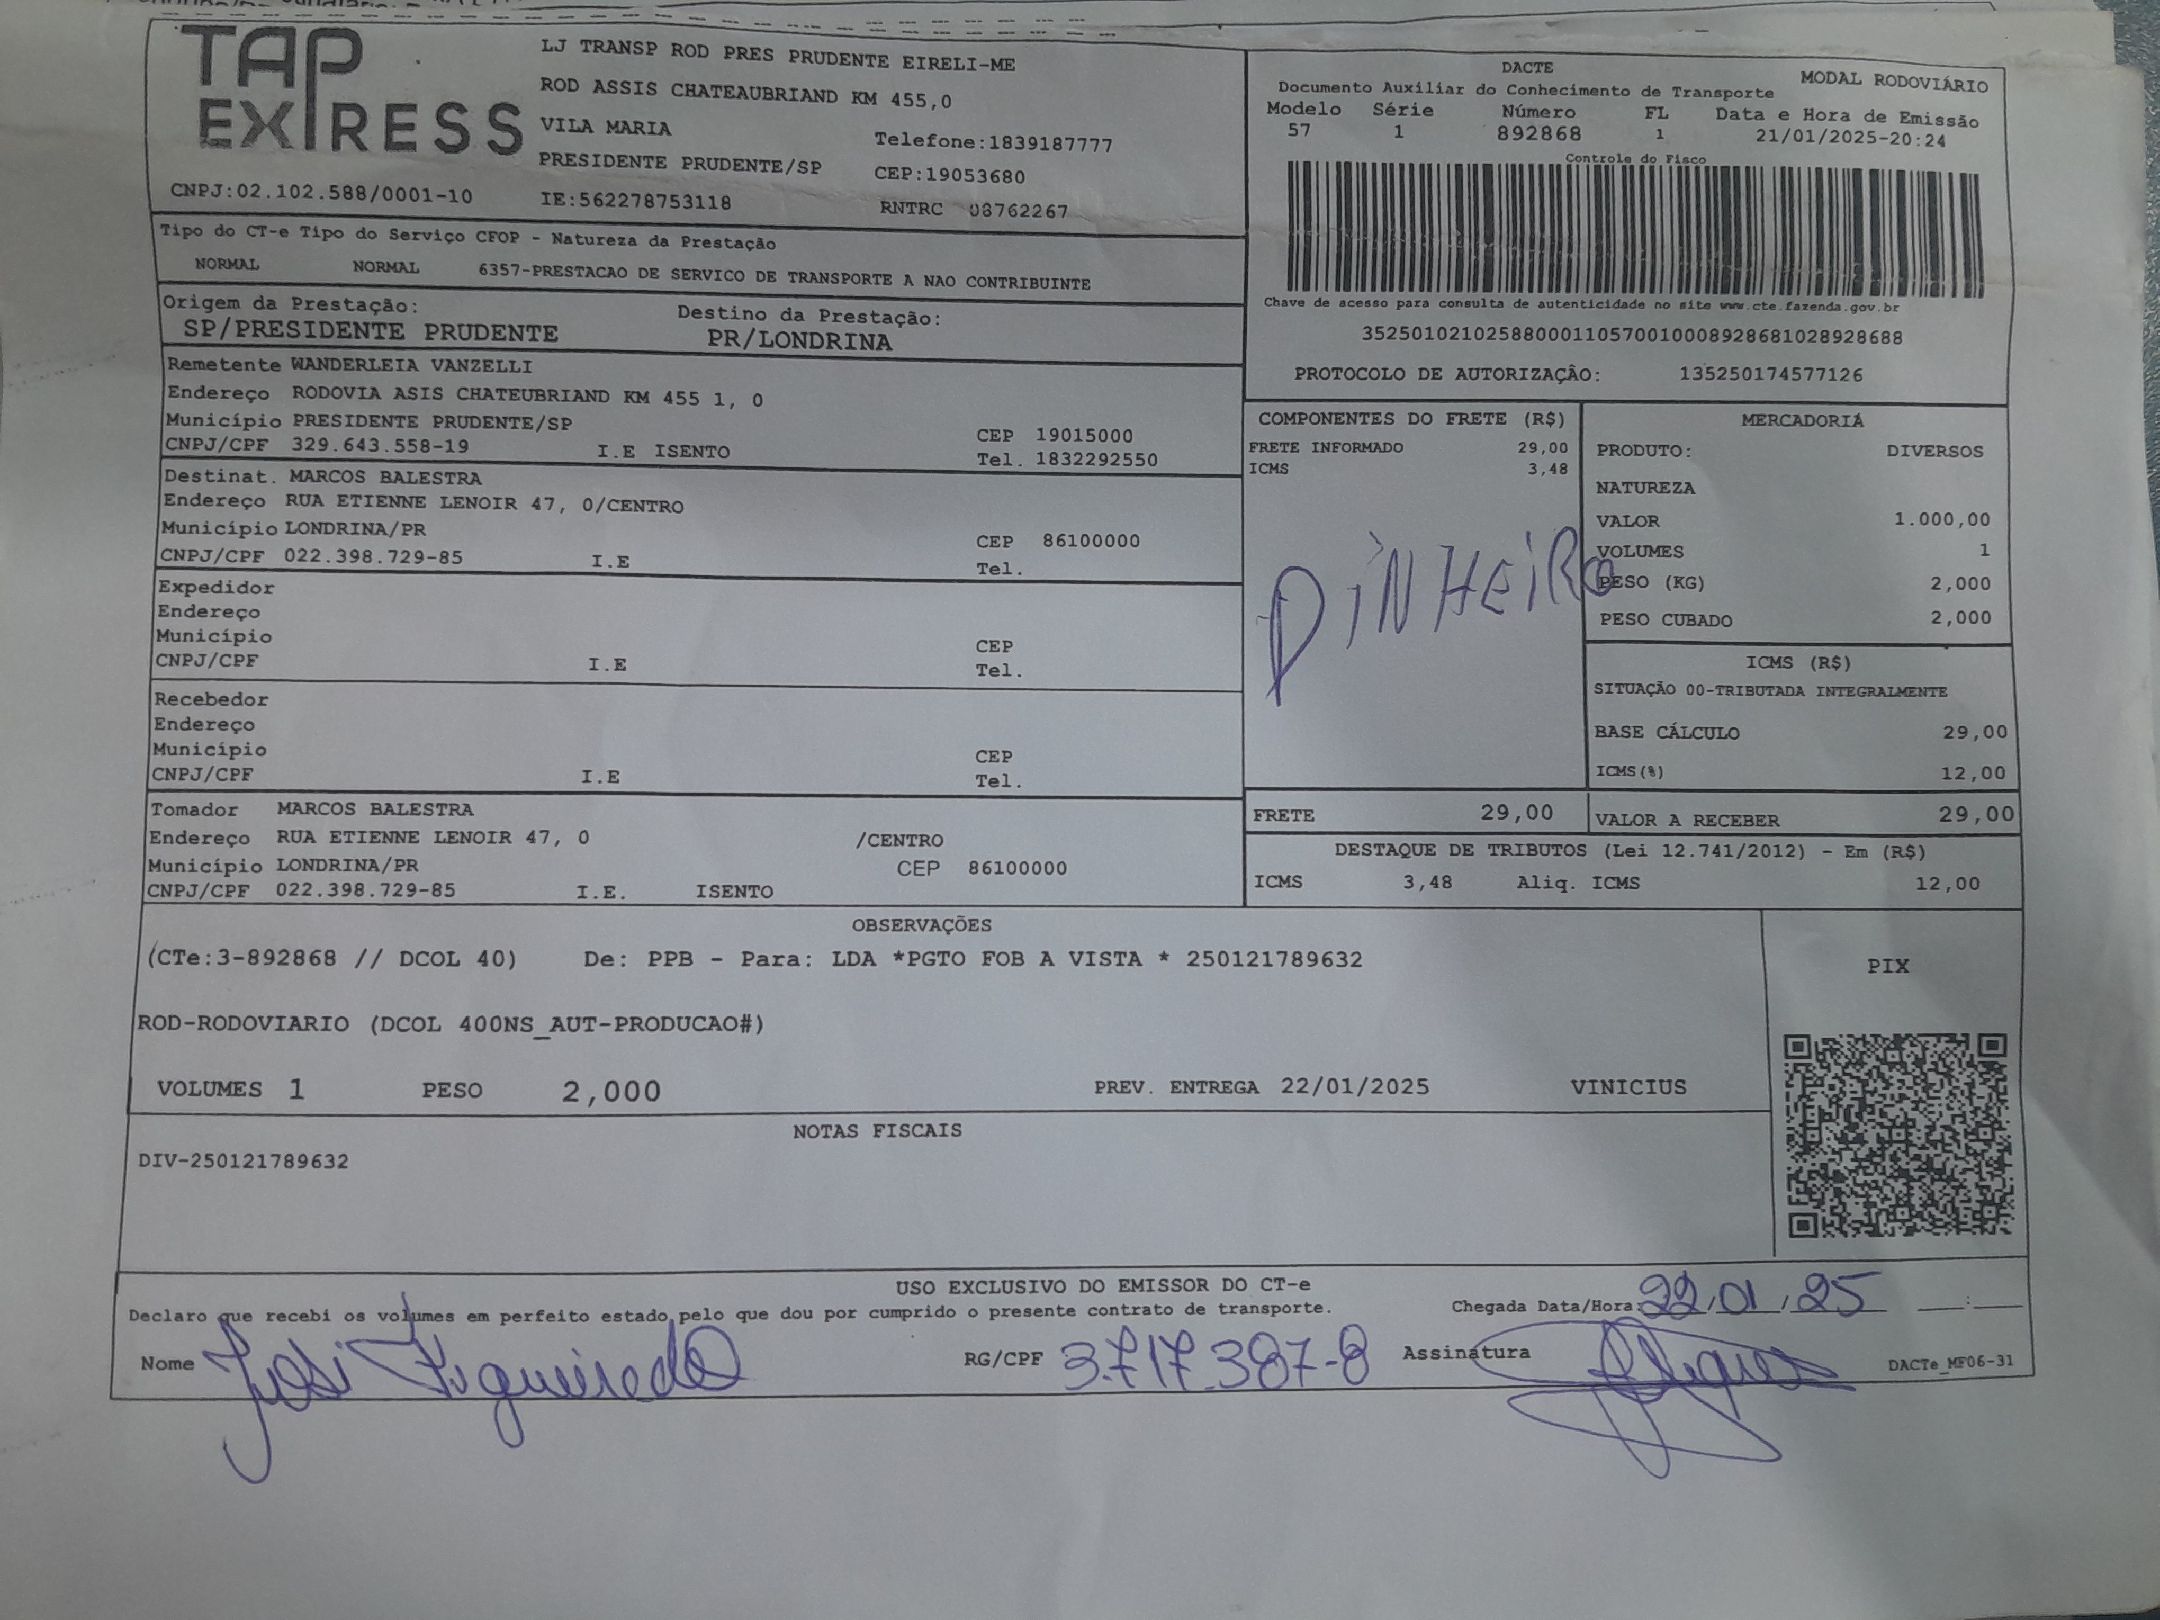 TAP
EXPRESS
LJ TRANSP ROD PRES PRUDENTE EIRELI-ME
ROD ASSIS CHATEAUBRIAND KM 455,0
VILA MARIA
Telefone:1839187777
PRESIDENTE PRUDENTE/SP
CEP:19053680
CNPJ:02.102.588/0001-10
IE:562278753118
RNTRC 08762267
DACTE
MODAL RODOVIÁRIO
Documento Auxiliar do Conhecimento de Transporte
Modelo Série Número FL Data e Hora de Emissão
57 1 892868 1 21/01/2025-20:24
Controle do Fisco
Chave de acesso para consulta de autenticidade no site www.cte.fazenda.gov.br
35250102102588000110570010008928681028928688
PROTOCOLO DE AUTORIZAÇÃO: 135250174577126
Tipo do CT-e Tipo do Serviço CFOP - Natureza da Prestação
NORMAL NORMAL 6357-PRESTACAO DE SERVICO DE TRANSPORTE A NAO CONTRIBUINTE
Origem da Prestação: Destino da Prestação:
SP/PRESIDENTE PRUDENTE PR/LONDRINA
Remetente WANDERLEIA VANZELLI
Endereço RODOVIA ASIS CHATEUBRIAND KM 455 1, 0
Município PRESIDENTE PRUDENTE/SP CEP 19015000
CNPJ/CPF 329.643.558-19 I.E ISENTO Tel. 1832292550
Destinat. MARCOS BALESTRA
Endereço RUA ETIENNE LENOIR 47, 0/CENTRO
Município LONDRINA/PR CEP 86100000
CNPJ/CPF 022.398.729-85 I.E Tel.
Expedidor
Endereço
Município CEP
CNPJ/CPF I.E Tel.
Recebedor
Endereço
Município CEP
CNPJ/CPF I.E Tel.
Tomador MARCOS BALESTRA
Endereço RUA ETIENNE LENOIR 47, 0 /CENTRO
Município LONDRINA/PR CEP 86100000
CNPJ/CPF 022.398.729-85 I.E. ISENTO
COMPONENTES DO FRETE (R$)
FRETE INFORMADO 29,00
ICMS 3,48
DINHEIRO
MERCADORIA
PRODUTO: DIVERSOS
NATUREZA
VALOR 1.000,00
VOLUMES 1
PESO (KG) 2,000
PESO CUBADO 2,000
ICMS (R$)
SITUAÇÃO 00-TRIBUTADA INTEGRALMENTE
BASE CÁLCULO 29,00
ICMS(%) 12,00
FRETE 29,00 VALOR A RECEBER 29,00
DESTAQUE DE TRIBUTOS (Lei 12.741/2012) - Em (R$)
ICMS 3,48 Aliq. ICMS 12,00
OBSERVAÇÕES
(CTe:3-892868 // DCOL 40) De: PPB - Para: LDA *PGTO FOB A VISTA * 250121789632
ROD-RODOVIARIO (DCOL 400NS_AUT-PRODUCAO#)
VOLUMES 1 PESO 2,000 PREV. ENTREGA 22/01/2025 VINICIUS
PIX
NOTAS FISCAIS
DIV-250121789632
USO EXCLUSIVO DO EMISSOR DO CT-e
Declaro que recebi os volumes em perfeito estado pelo que dou por cumprido o presente contrato de transporte. Chegada Data/Hora: 22/01/25 __:__
Nome Josi Figueiredo RG/CPF 3.717.387-8 Assinatura DACTe_MF06-31